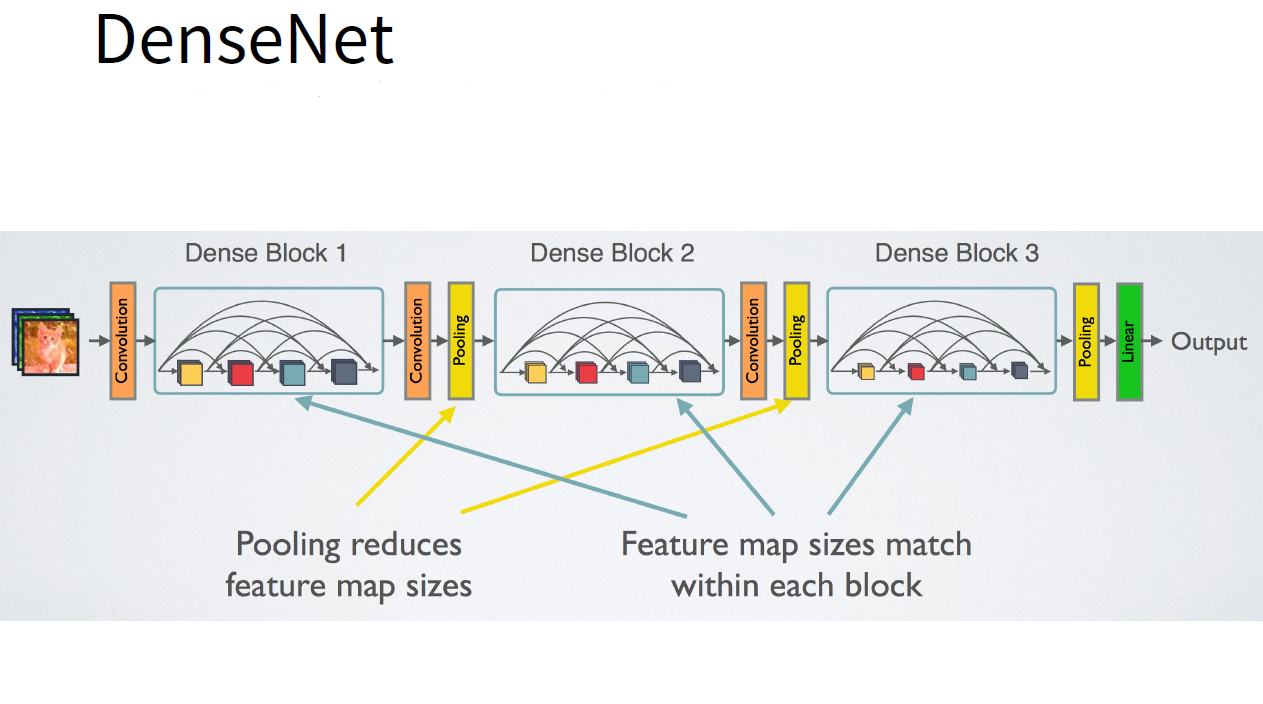 DenseNet
Dense Block 1
Dense Block 2
Dense Block 3
Convolution
Convolution
Pooling
Convolution
Pooling
Pooling
Linear
Output
Pooling reduces
feature map sizes
Feature map sizes match
within each block